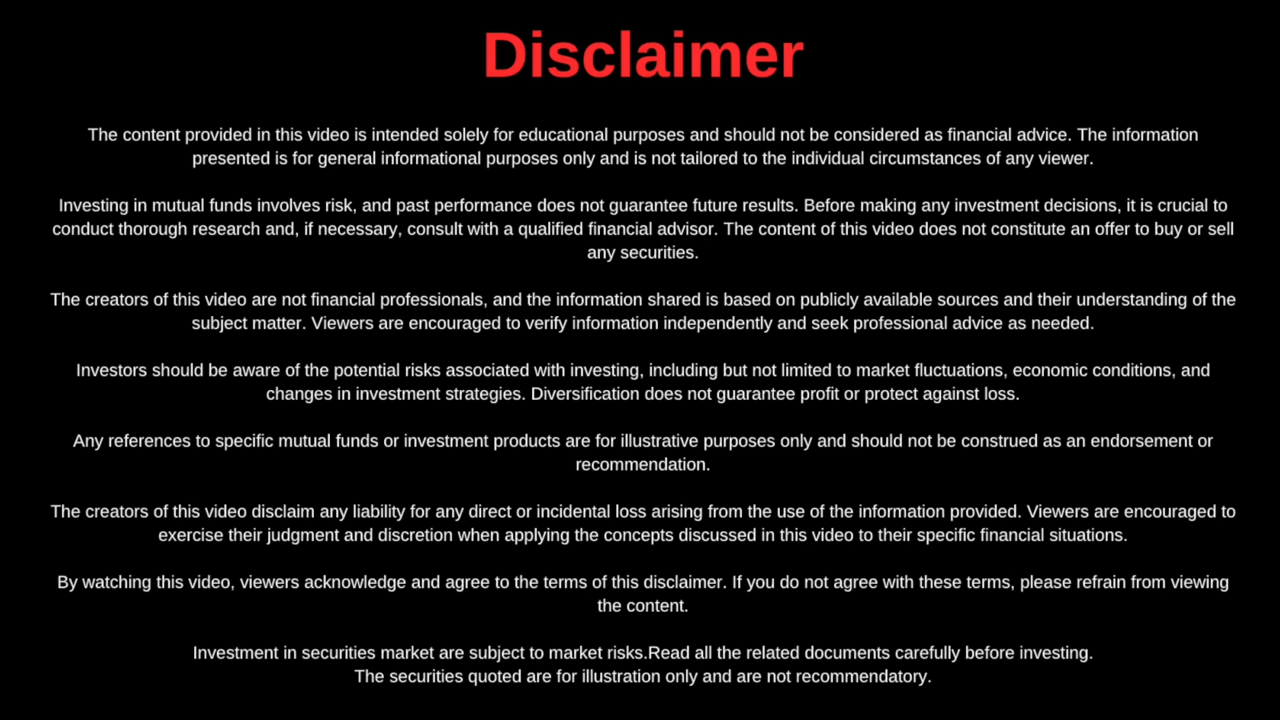 Disclaimer
The content provided in this video is intended solely for educational purposes and should not be considered as financial advice. The information
presented is for general informational purposes only and is not tailored to the individual circumstances of any viewer.
Investing in mutual funds involves risk, and past performance does not guarantee future results. Before making any investment decisions, it is crucial to
conduct thorough research and, if necessary, consult with a qualified financial advisor. The content of this video does not constitute an offer to buy or sell
any securities.
The creators of this video are not financial professionals, and the information shared is based on publicly available sources and their understanding of the
subject matter. Viewers are encouraged to verify information independently and seek professional advice as needed.
Investors should be aware of the potential risks associated with investing, including but not limited to market fluctuations, economic conditions, and
changes in investment strategies. Diversification does not guarantee profit or protect against loss.
Any references to specific mutual funds or investment products are for illustrative purposes only and should not be construed as an endorsement or
recommendation.
The creators of this video disclaim any liability for any direct or incidental loss arising from the use of the information provided. Viewers are encouraged to
exercise their judgment and discretion when applying the concepts discussed in this video to their specific financial situations.
By watching this video, viewers acknowledge and agree to the terms of this disclaimer. If you do not agree with these terms, please refrain from viewing
the content.
Investment in securities market are subject to market risks.Read all the related documents carefully before investing.
The securities quoted are for illustration only and are not recommendatory.